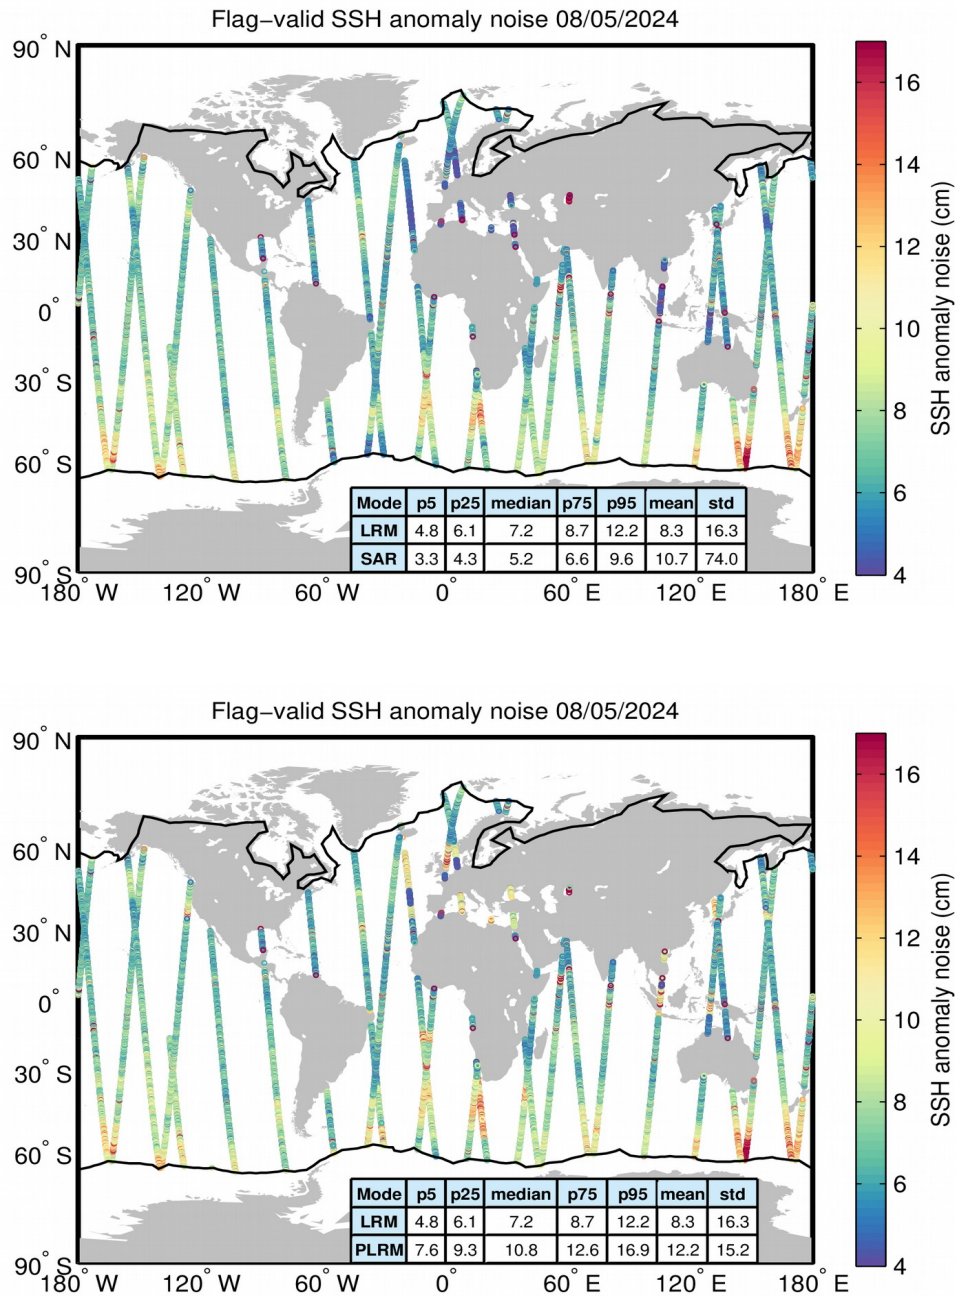 Flag−valid SSH anomaly noise 08/05/2024
90° N
60° N
30° N
0°
30° S
60° S
90° S
180° W
120° W
60° W
0°
60° E
120° E
180° E
Mode p5 p25 median p75 p95 mean std
LRM 4.8 6.1 7.2 8.7 12.2 8.3 16.3
SAR 3.3 4.3 5.2 6.6 9.6 10.7 74.0
16
14
12
10
8
6
4
SSH anomaly noise (cm)
Flag−valid SSH anomaly noise 08/05/2024
90° N
60° N
30° N
0°
30° S
60° S
90° S
180° W
120° W
60° W
0°
60° E
120° E
180° E
Mode p5 p25 median p75 p95 mean std
LRM 4.8 6.1 7.2 8.7 12.2 8.3 16.3
PLRM 7.6 9.3 10.8 12.6 16.9 12.2 15.2
16
14
12
10
8
6
4
SSH anomaly noise (cm)